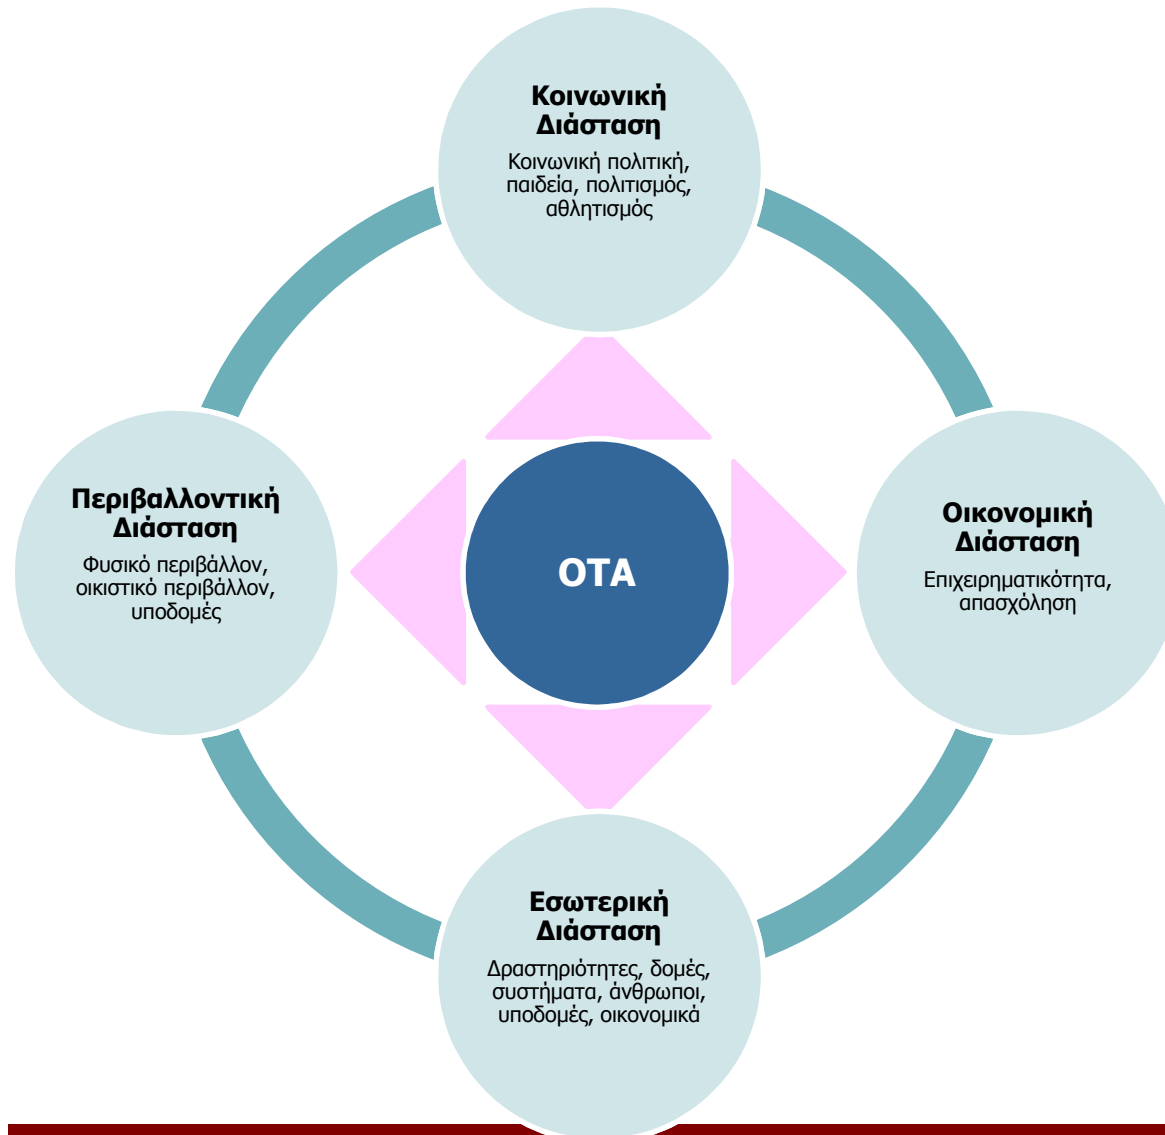 Κοινωνική
Διάσταση
Κοινωνική πολιτική,
παιδεία, πολιτισμός,
αθλητισμός
Περιβαλλοντική
Διάσταση
Φυσικό περιβάλλον,
οικιστικό περιβάλλον,
υποδομές
ΟΤΑ
Οικονομική
Διάσταση
Επιχειρηματικότητα,
απασχόληση
Εσωτερική
Διάσταση
Δραστηριότητες, δομές,
συστήματα, άνθρωποι,
υποδομές, οικονομικά